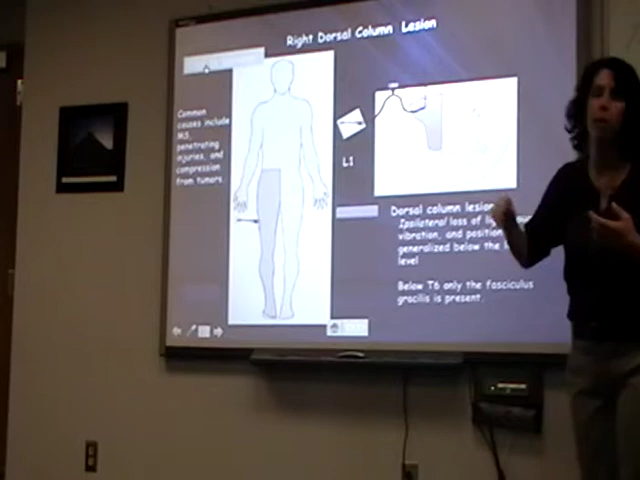 Right Dorsal Column Lesion
Common
causes include
MS,
penetrating
injuries, and
compression
from tumors.
L1
Dorsal column lesion
Ipsilateral loss of
vibration, and position
generalized below the
level
Below T6 only the fasciculus
gracilis is present.